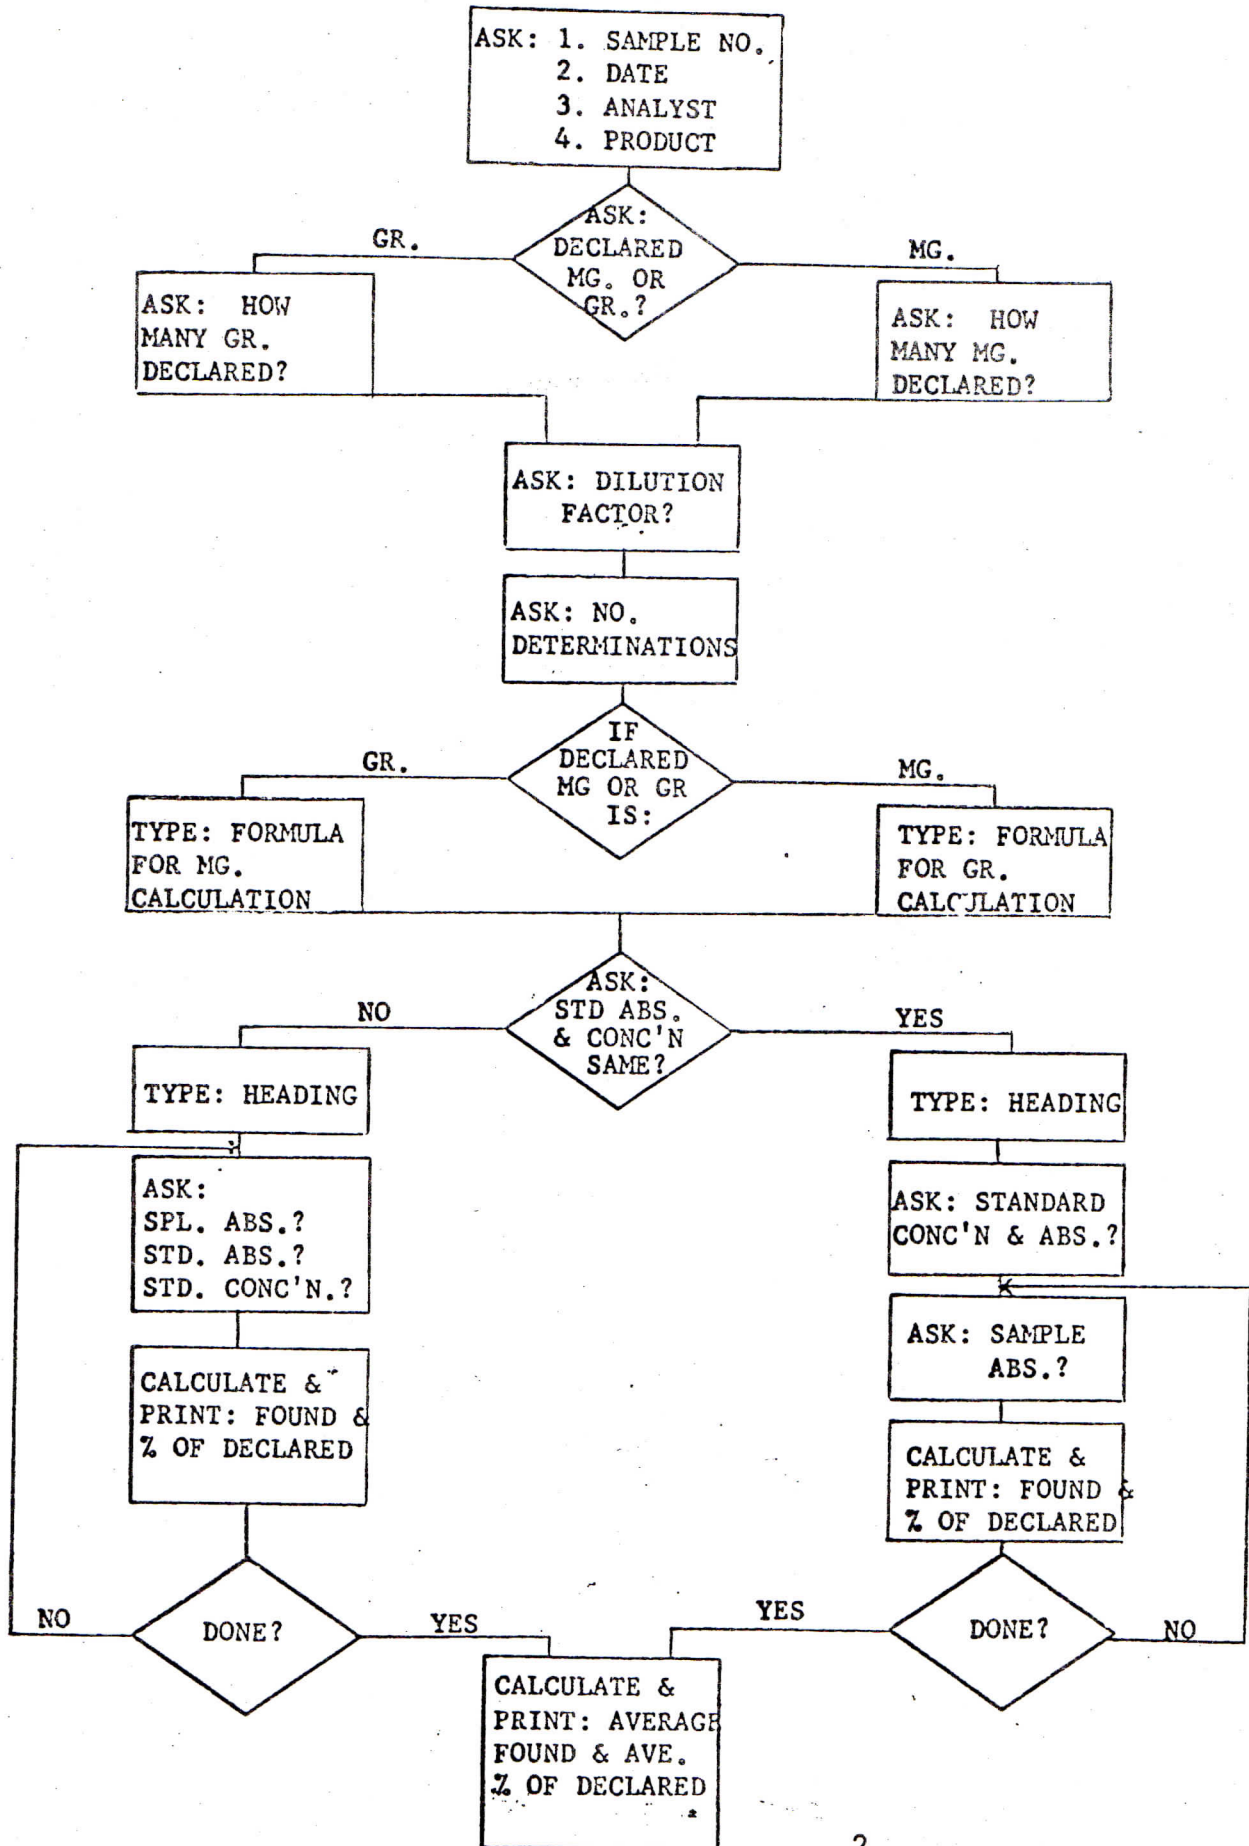 ASK: 1. SAMPLE NO.
2. DATE
3. ANALYST
4. PRODUCT
ASK:
DECLARED
MG. OR
GR.?
GR.
MG.
ASK: HOW
MANY GR.
DECLARED?
ASK: HOW
MANY MG.
DECLARED?
ASK: DILUTION
FACTOR?
ASK: NO.
DETERMINATIONS
IF
DECLARED
MG OR GR
IS:
GR.
MG.
TYPE: FORMULA
FOR MG.
CALCULATION
TYPE: FORMULA
FOR GR.
CALCULATION
ASK:
STD ABS.
& CONC'N
SAME?
NO
YES
TYPE: HEADING
TYPE: HEADING
ASK:
SPL. ABS.?
STD. ABS.?
STD. CONC'N.?
ASK: STANDARD
CONC'N & ABS.?
ASK: SAMPLE
ABS.?
CALCULATE &
PRINT: FOUND &
% OF DECLARED
CALCULATE &
PRINT: FOUND &
% OF DECLARED
NO
DONE?
YES
YES
DONE?
NO
CALCULATE &
PRINT: AVERAGE
FOUND & AVE.
% OF DECLARED
2